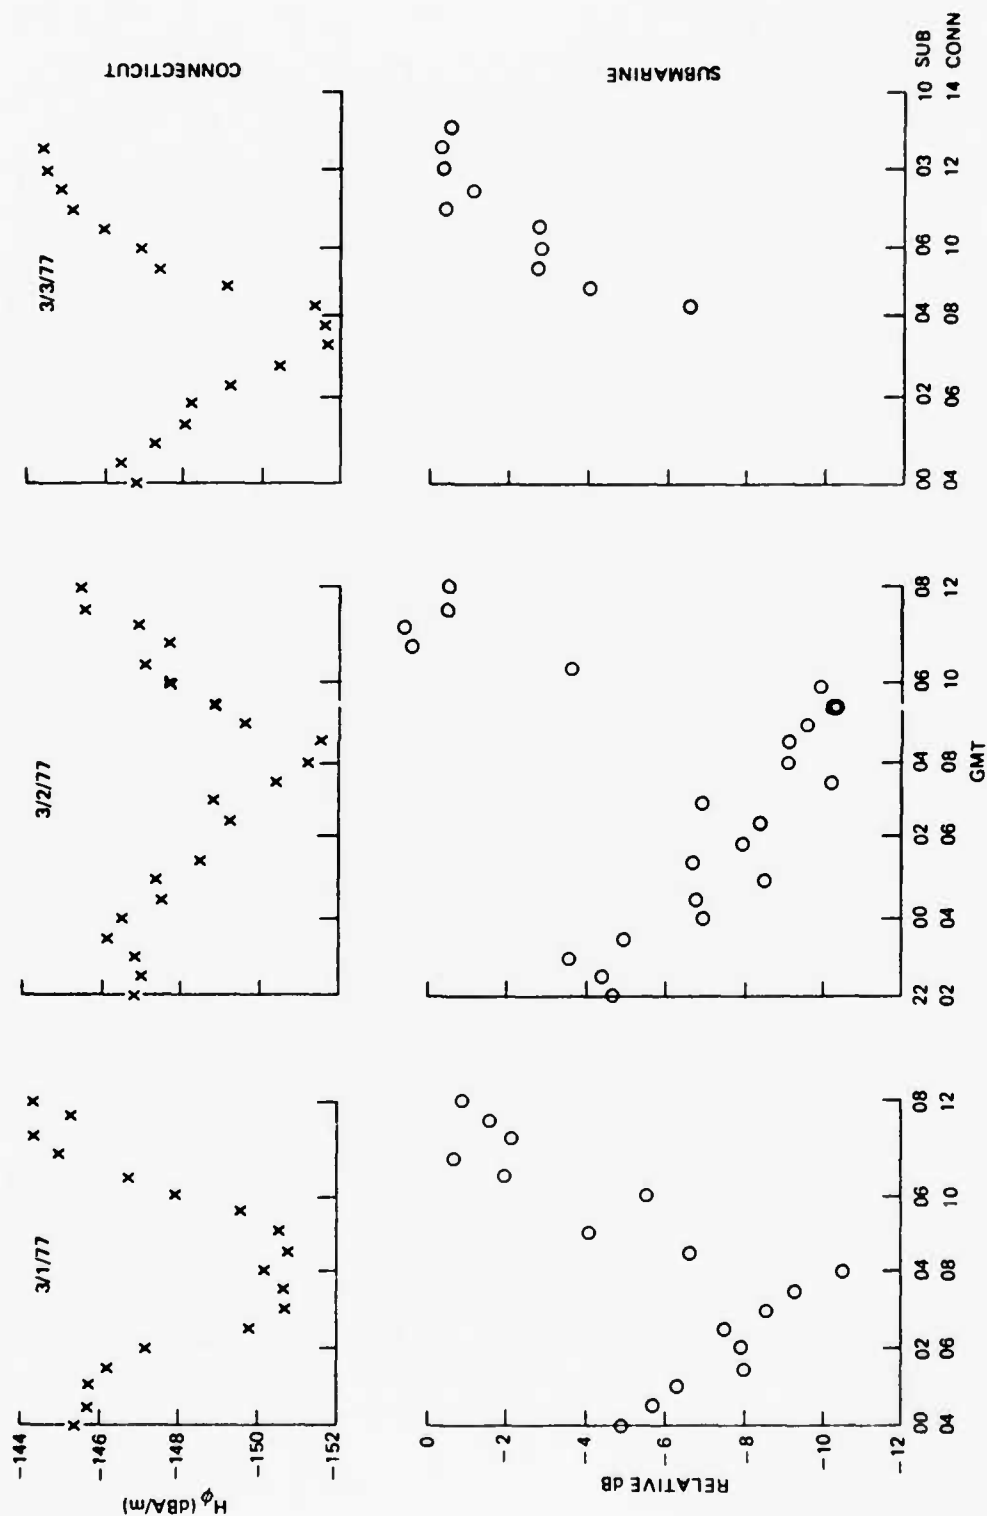 3/1/77
3/2/77
3/3/77
CONNECTICUT
H𝜙 (dBA/m)
-144
-146
-148
-150
-152
SUBMARINE
RELATIVE dB
0
-2
-4
-6
-8
-10
-12
00 02 04 06 08
04 06 08 10 12
22 00 02 04 06 08
02 04 06 08 10 12
00 02 04 06 03 10 SUB
04 06 08 10 12 14 CONN
GMT